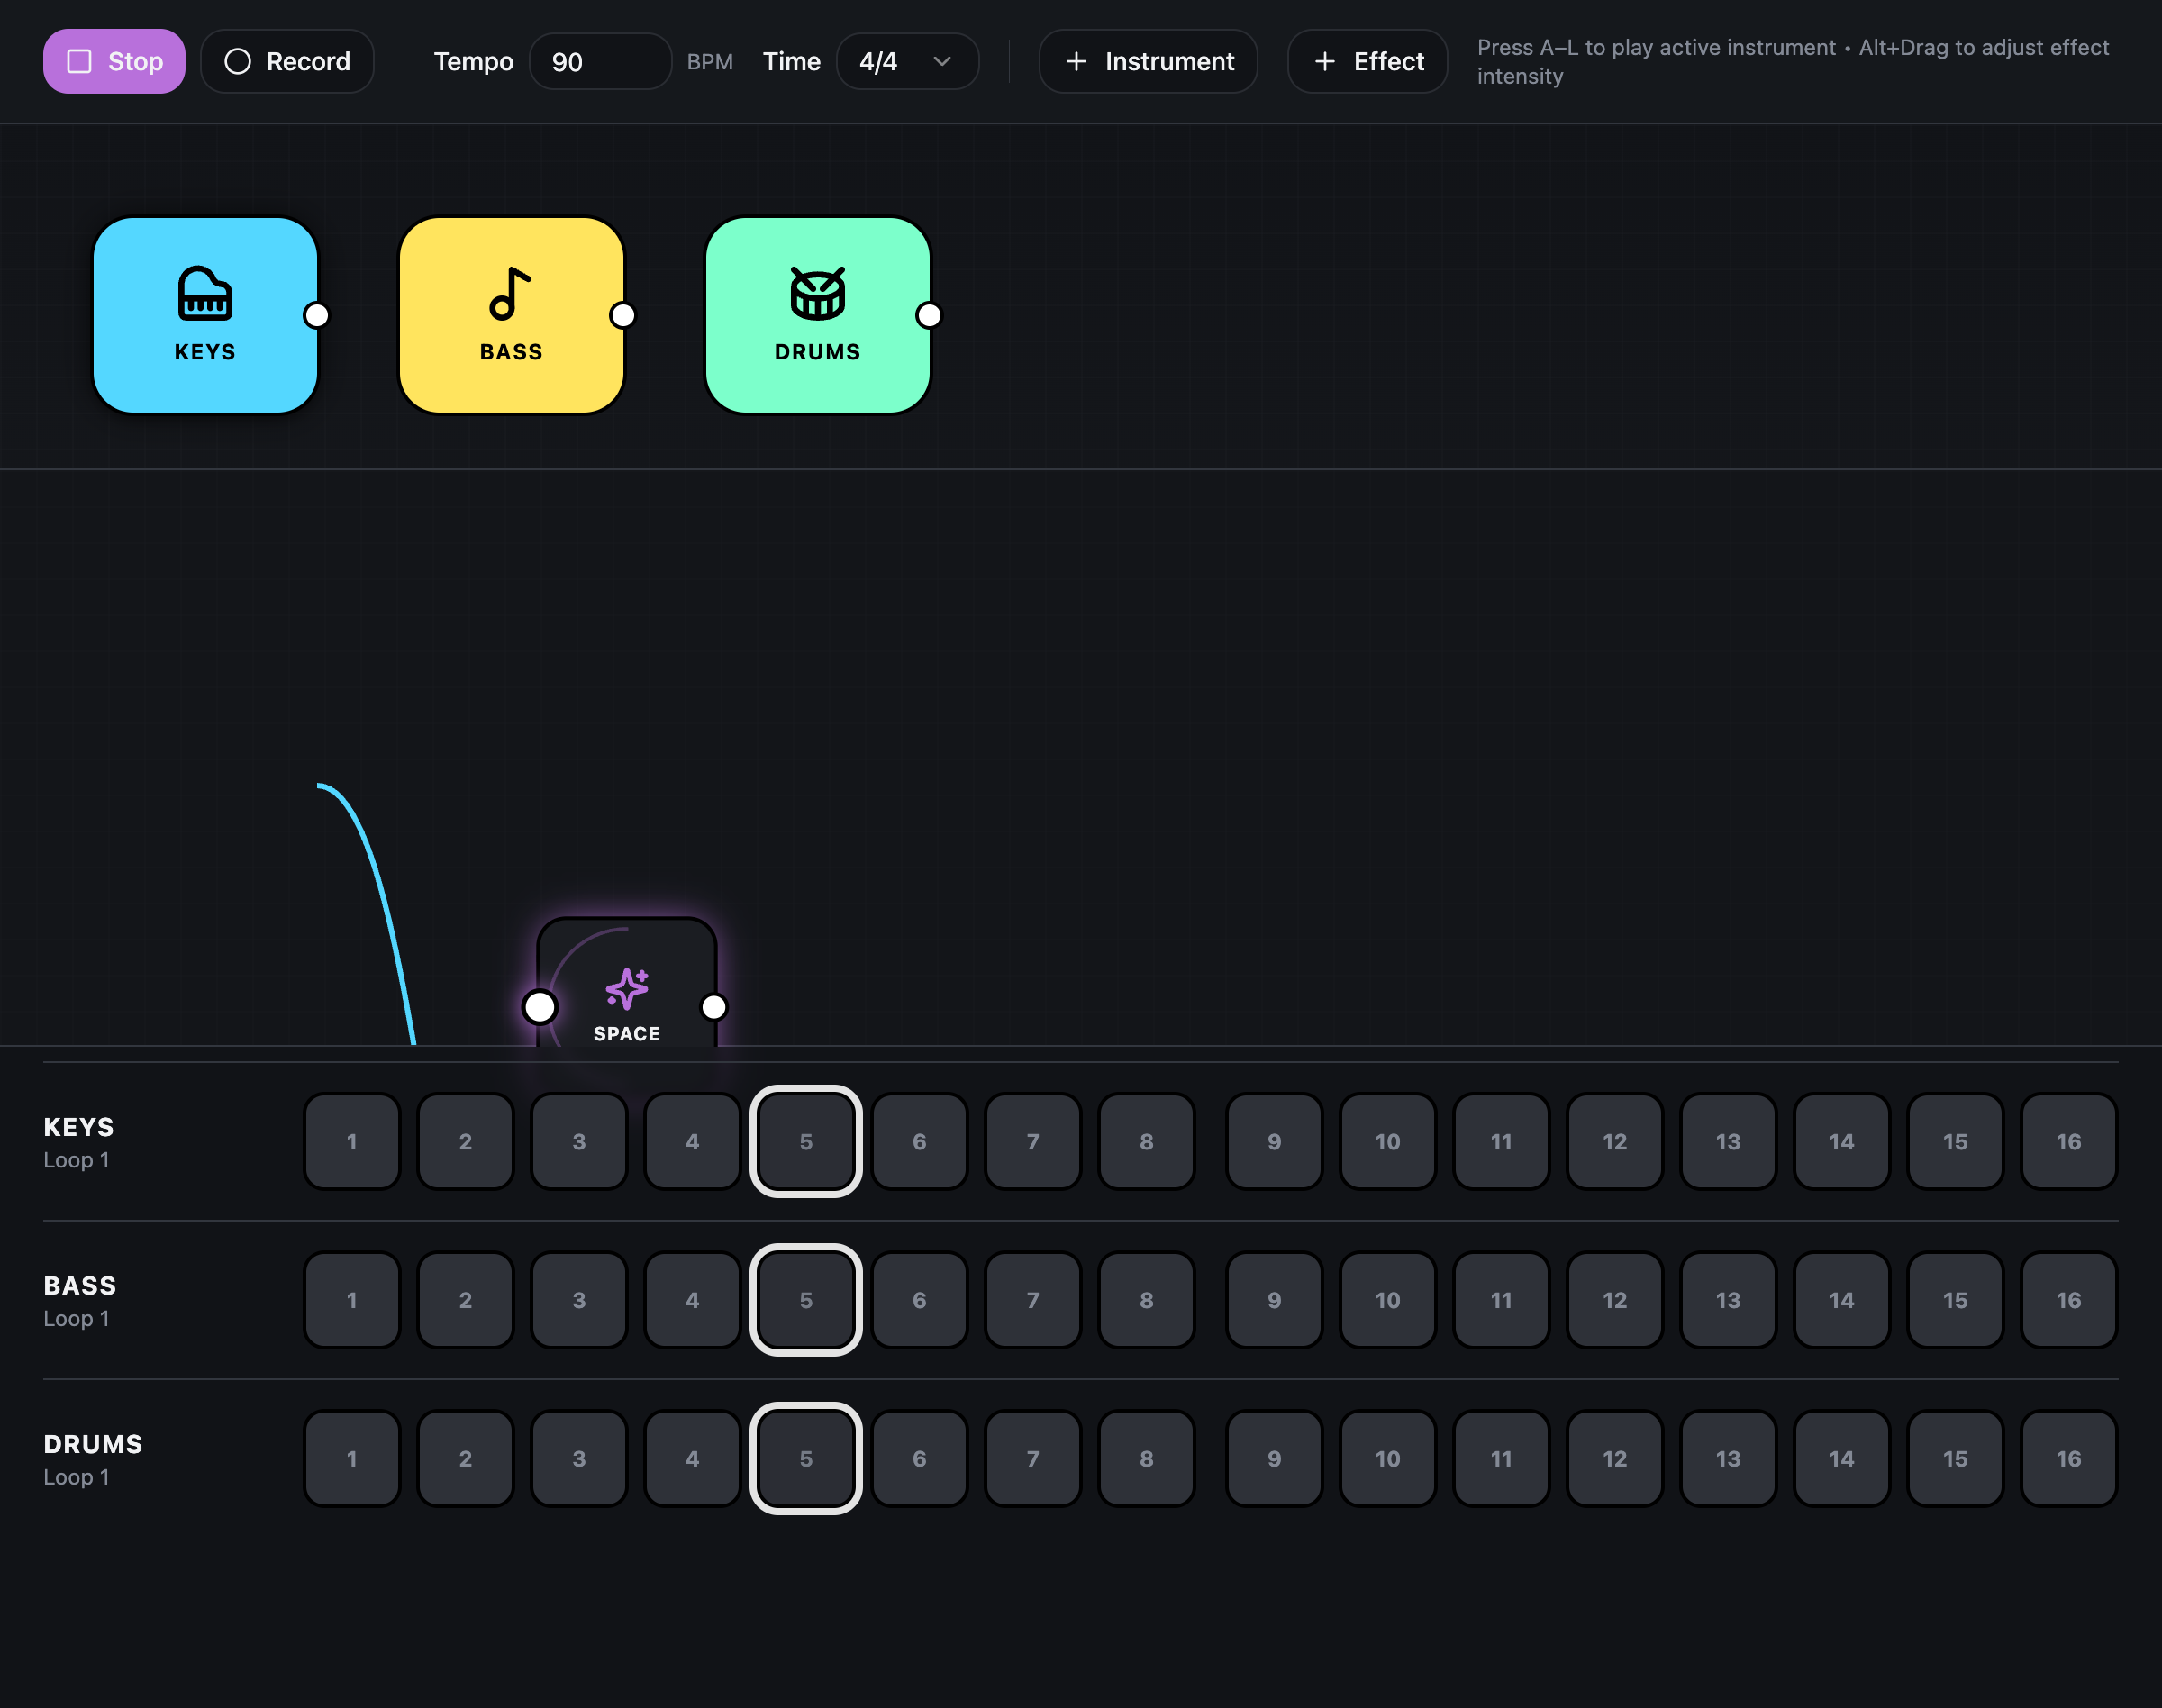 Stop Record Tempo 90 BPM Time 4/4 Instrument Effect
Press A–L to play active instrument • Alt+Drag to adjust effect
intensity
KEYS BASS DRUMS
SPACE
KEYS
Loop 1
1 2 3 4 5 6 7 8 9 10 11 12 13 14 15 16
BASS
Loop 1
1 2 3 4 5 6 7 8 9 10 11 12 13 14 15 16
DRUMS
Loop 1
1 2 3 4 5 6 7 8 9 10 11 12 13 14 15 16